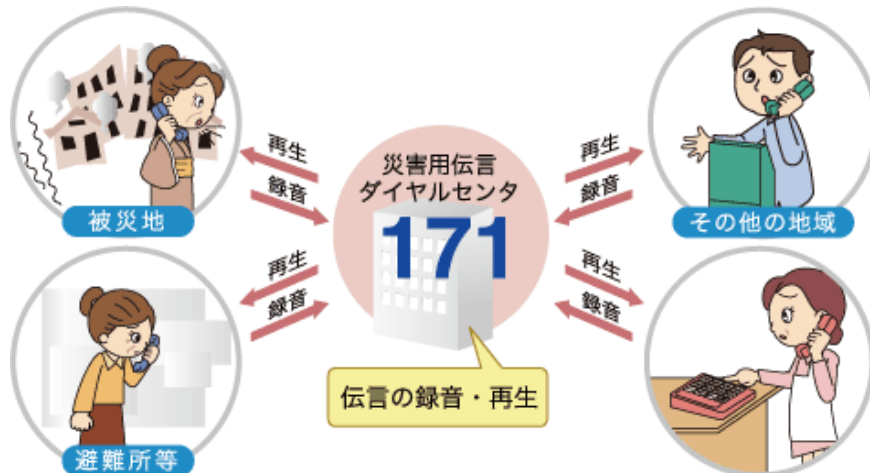 再生
録音
被災地
災害用伝言
ダイヤルセンタ
171
再生
録音
その他の地域
再生
録音
避難所等
伝言の録音・再生
再生
録音